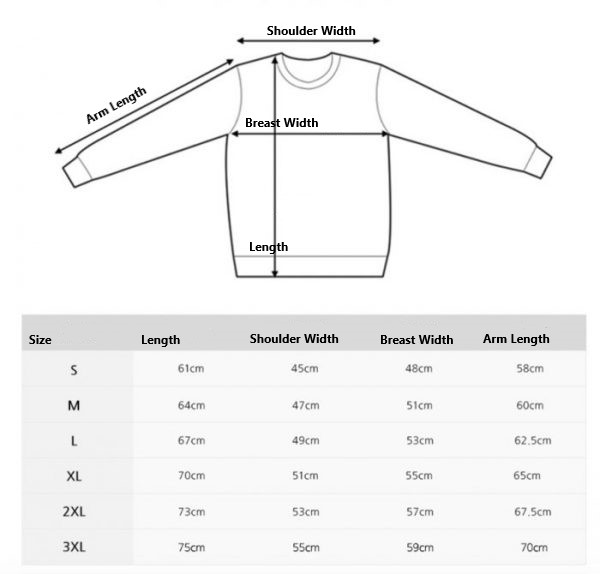 Shoulder Width
Arm Length
Breast Width
Length
Size Length Shoulder Width Breast Width Arm Length
S 61cm 45cm 48cm 58cm
M 64cm 47cm 51cm 60cm
L 67cm 49cm 53cm 62.5cm
XL 70cm 51cm 55cm 65cm
2XL 73cm 53cm 57cm 67.5cm
3XL 75cm 55cm 59cm 70cm